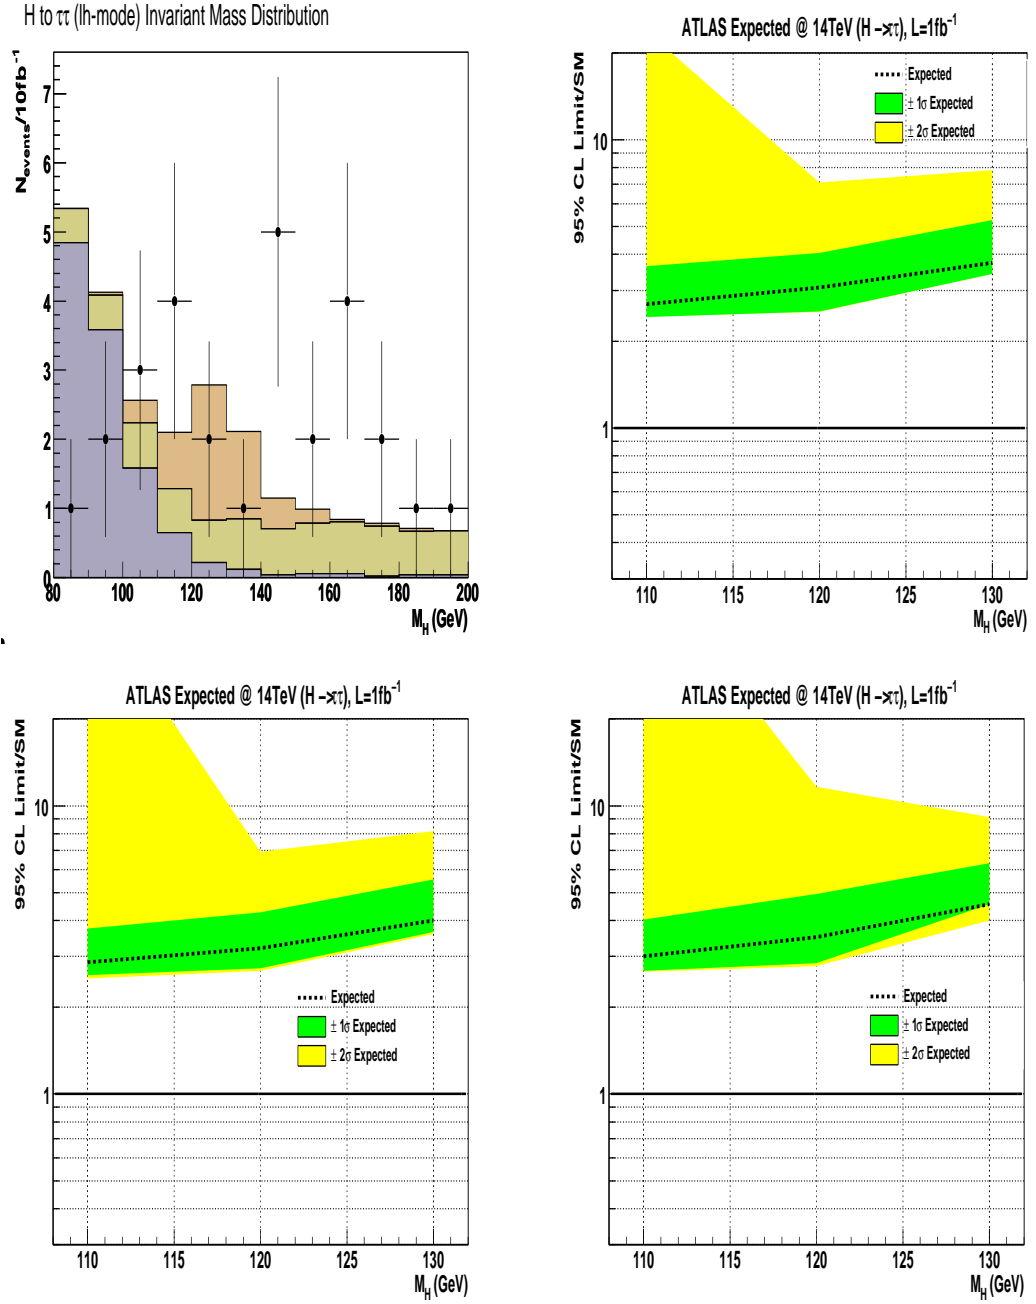 H to ττ (lh-mode) Invariant Mass Distribution
N_events/10fb⁻¹
7
6
5
4
3
2
1
0
80 100 120 140 160 180 200
M_H (GeV)
ATLAS Expected @ 14TeV (H ->ττ), L=1fb⁻¹
95% CL Limit/SM
Expected
± 1σ Expected
± 2σ Expected
10
1
110 115 120 125 130
M_H (GeV)
ATLAS Expected @ 14TeV (H ->ττ), L=1fb⁻¹
95% CL Limit/SM
10
Expected
± 1σ Expected
± 2σ Expected
1
110 115 120 125 130
M_H (GeV)
ATLAS Expected @ 14TeV (H ->ττ), L=1fb⁻¹
95% CL Limit/SM
10
Expected
± 1σ Expected
± 2σ Expected
1
110 115 120 125 130
M_H (GeV)